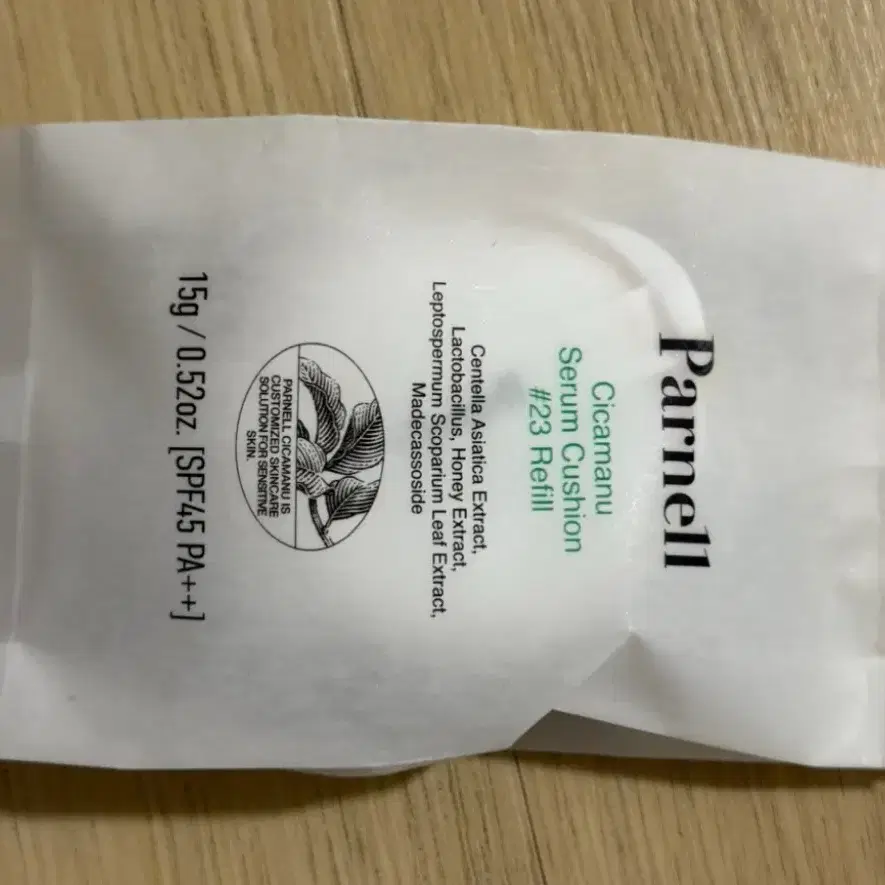 Parnell
Cicamanu
Serum Cushion
#23 Refill
Centella Asiatica Extract,
Lactobacillus, Honey Extract,
Leptospermum Scoparium Leaf Extract,
Madecassoside
PARNELL CICAMANU IS
CUSTOMIZED SKINCARE
SOLUTION FOR SENSITIVE
SKIN.
15g / 0.52oz. [SPF45 PA++]